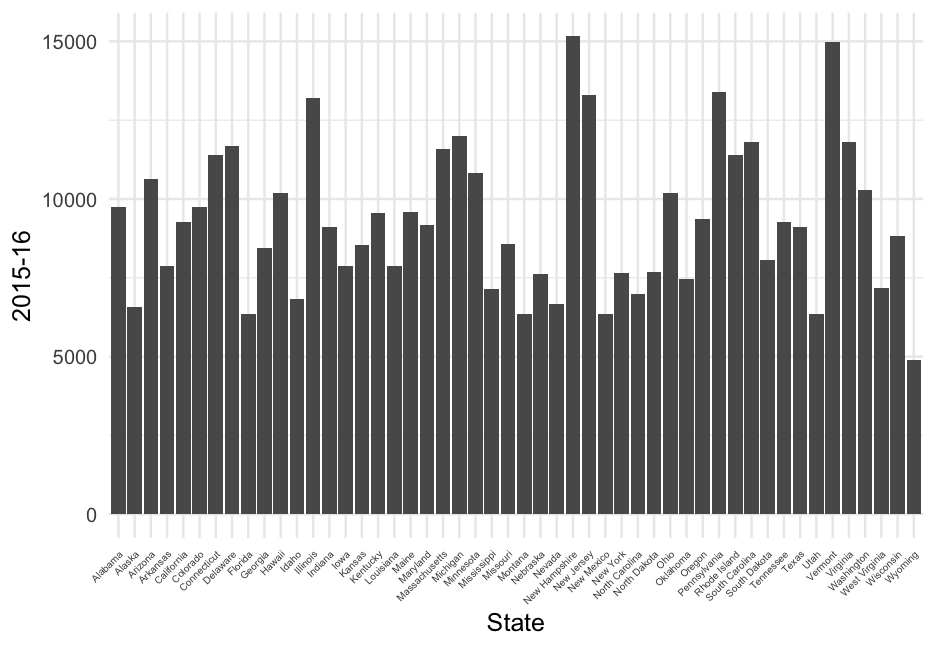 15000
10000
5000
0
2015-16
Alabama
Alaska
Arizona
Arkansas
California
Colorado
Connecticut
Delaware
Florida
Georgia
Hawaii
Idaho
Illinois
Indiana
Iowa
Kansas
Kentucky
Louisiana
Maine
Maryland
Massachusetts
Michigan
Minnesota
Mississippi
Missouri
Montana
Nebraska
Nevada
New Hampshire
New Jersey
New Mexico
New York
North Carolina
North Dakota
Ohio
Oklahoma
Oregon
Pennsylvania
Rhode Island
South Carolina
South Dakota
Tennessee
Texas
Utah
Vermont
Virginia
Washington
West Virginia
Wisconsin
Wyoming
State